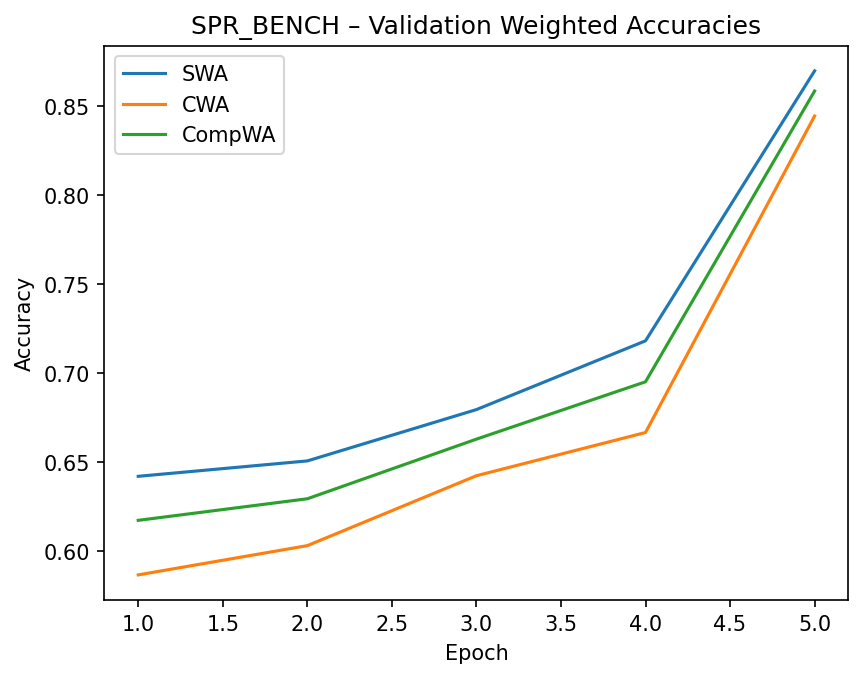 SPR_BENCH – Validation Weighted Accuracies
SWA
CWA
CompWA
Accuracy
0.85
0.80
0.75
0.70
0.65
0.60
1.0 1.5 2.0 2.5 3.0 3.5 4.0 4.5 5.0
Epoch